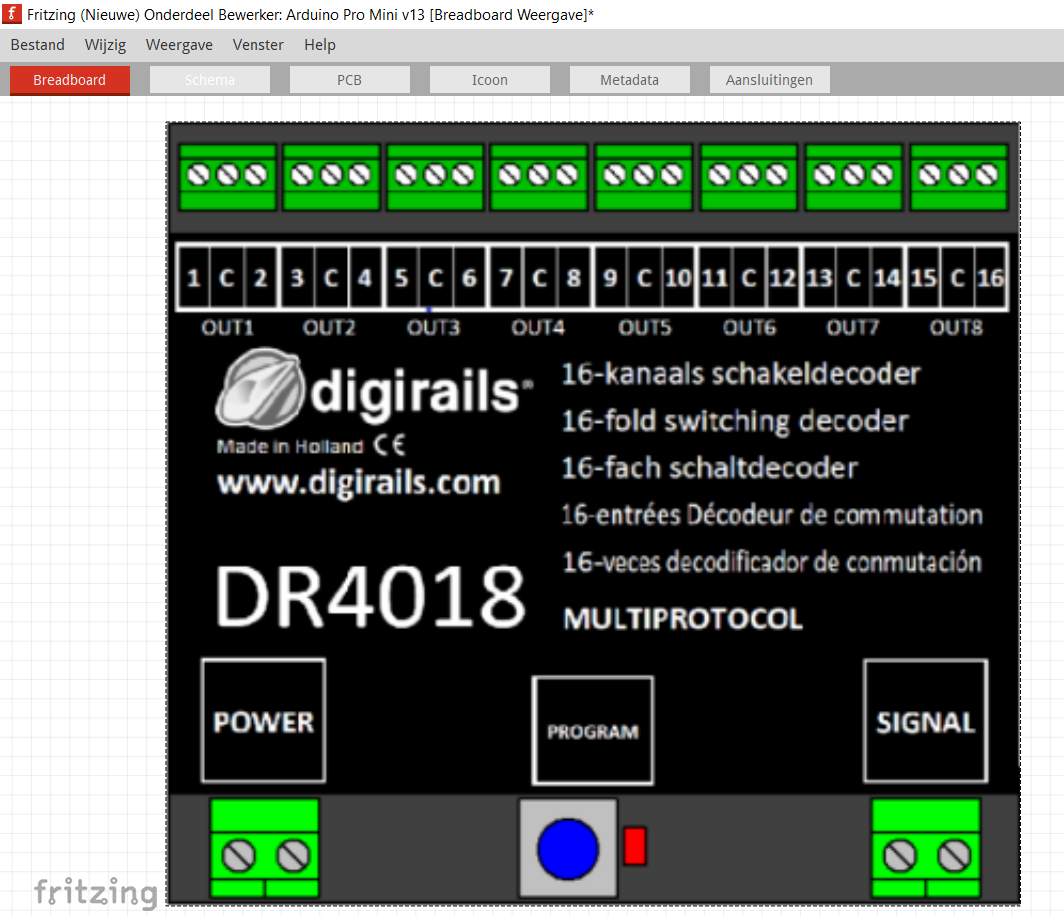 Fritzing (Nieuwe) Onderdeel Bewerker: Arduino Pro Mini v13 [Breadboard Weergave]*
Bestand Wijzig Weergave Venster Help
Breadboard Schema PCB Icoon Metadata Aansluitingen
1 C 2 3 C 4 5 C 6 7 C 8 9 C 10 11 C 12 13 C 14 15 C 16
OUT1 OUT2 OUT3 OUT4 OUT5 OUT6 OUT7 OUT8
digirails®
Made in Holland CE
www.digirails.com
16-kanaals schakeldecoder
16-fold switching decoder
16-fach schaltdecoder
16-entrées Décodeur de commutation
16-veces decodificador de conmutación
DR4018
MULTIPROTOCOL
POWER
PROGRAM
SIGNAL
fritzing